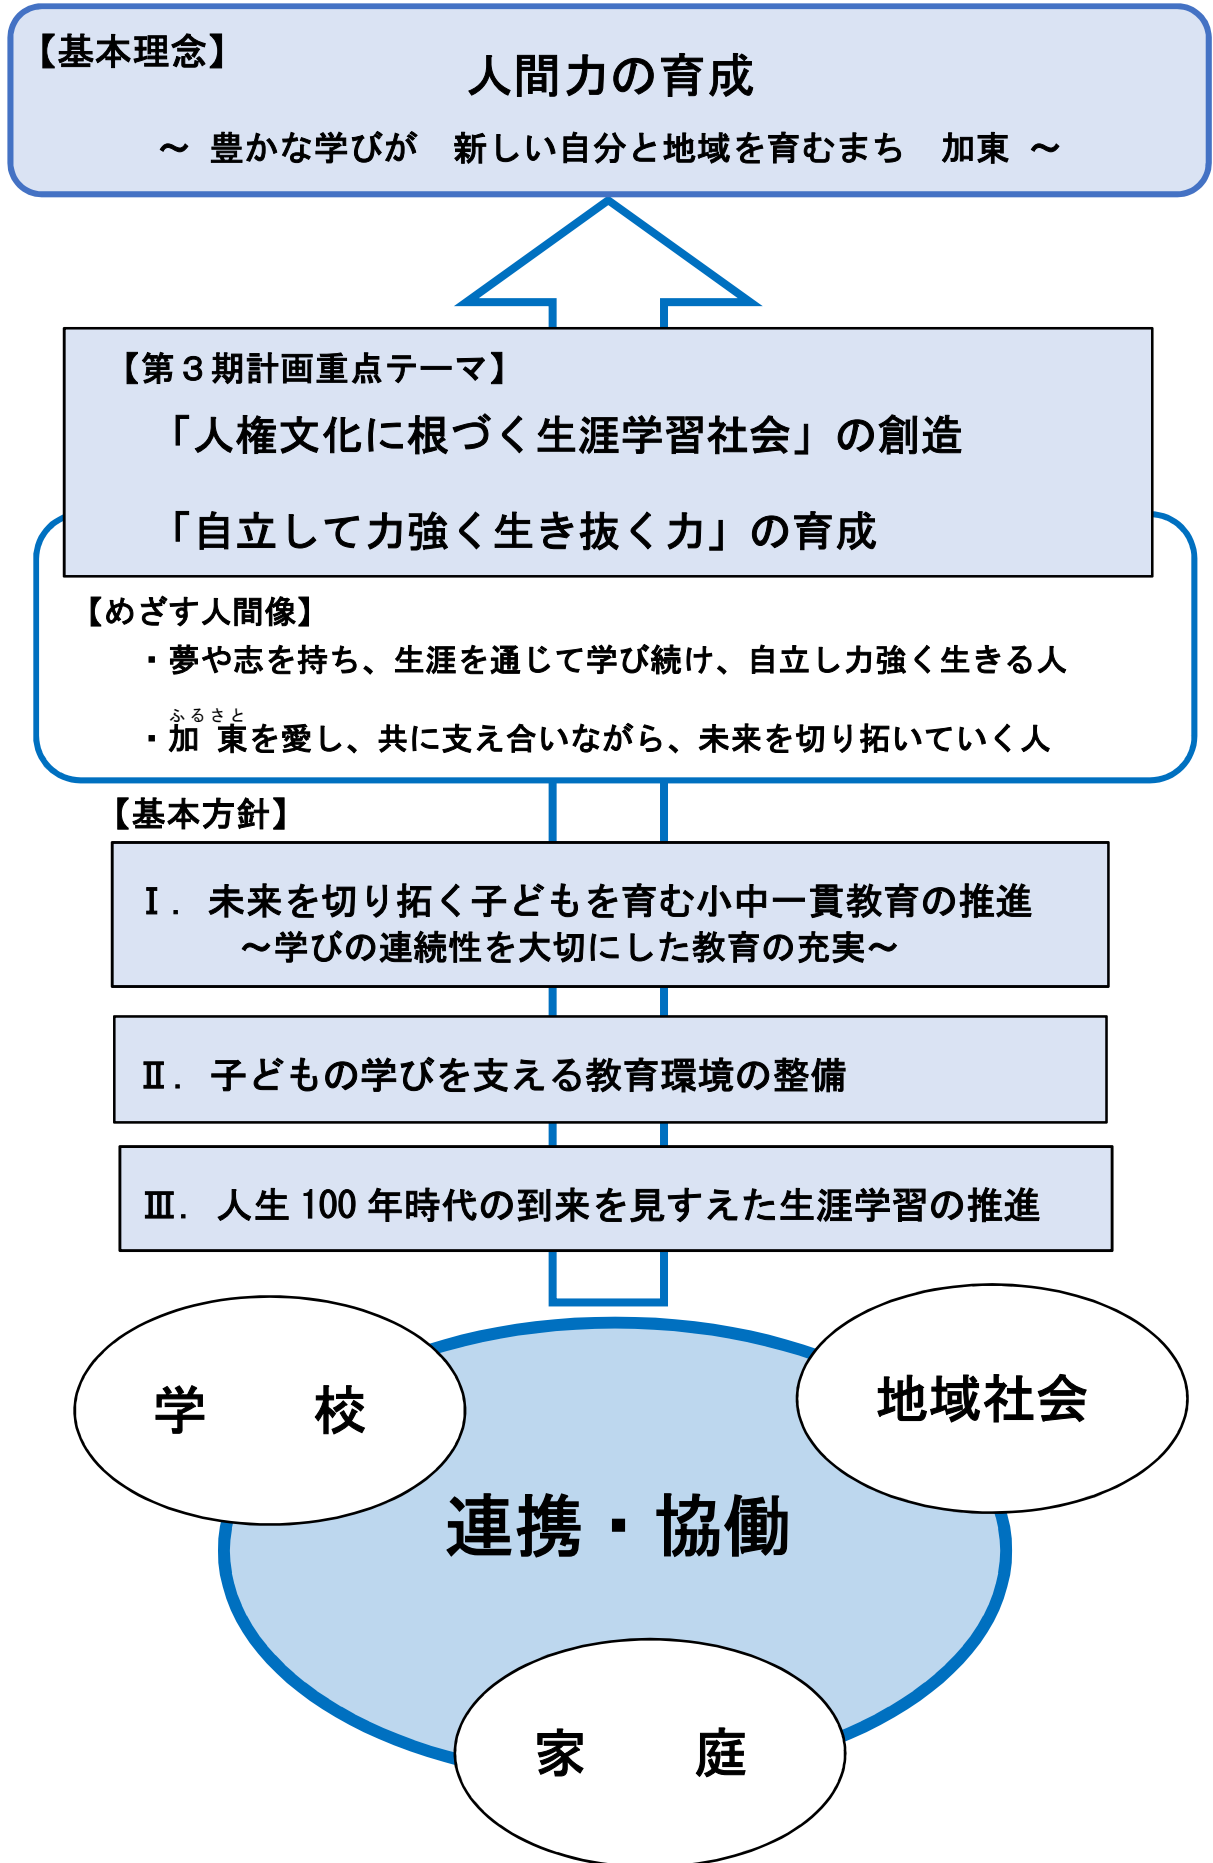 【基本理念】
人間力の育成
～ 豊かな学びが　新しい自分と地域を育むまち　加東 ～
【第３期計画重点テーマ】
「人権文化に根づく生涯学習社会」の創造
「自立して力強く生き抜く力」の育成
【めざす人間像】
・夢や志を持ち、生涯を通じて学び続け、自立し力強く生きる人
ふるさと
・加東を愛し、共に支え合いながら、未来を切り拓いていく人
【基本方針】
Ⅰ．未来を切り拓く子どもを育む小中一貫教育の推進
～学びの連続性を大切にした教育の充実～
Ⅱ．子どもの学びを支える教育環境の整備
Ⅲ．人生 100 年時代の到来を見すえた生涯学習の推進
学　　校
地域社会
連携・協働
家　　庭